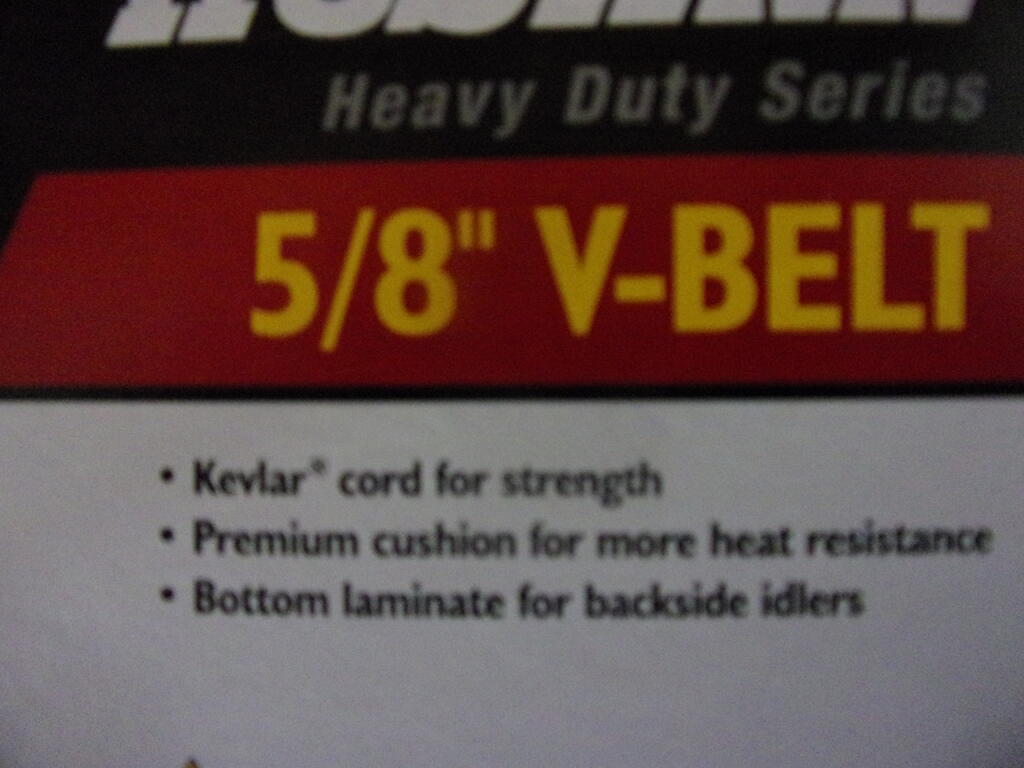 Heavy Duty Series
5/8" V-BELT
• Kevlar® cord for strength
• Premium cushion for more heat resistance
• Bottom laminate for backside idlers